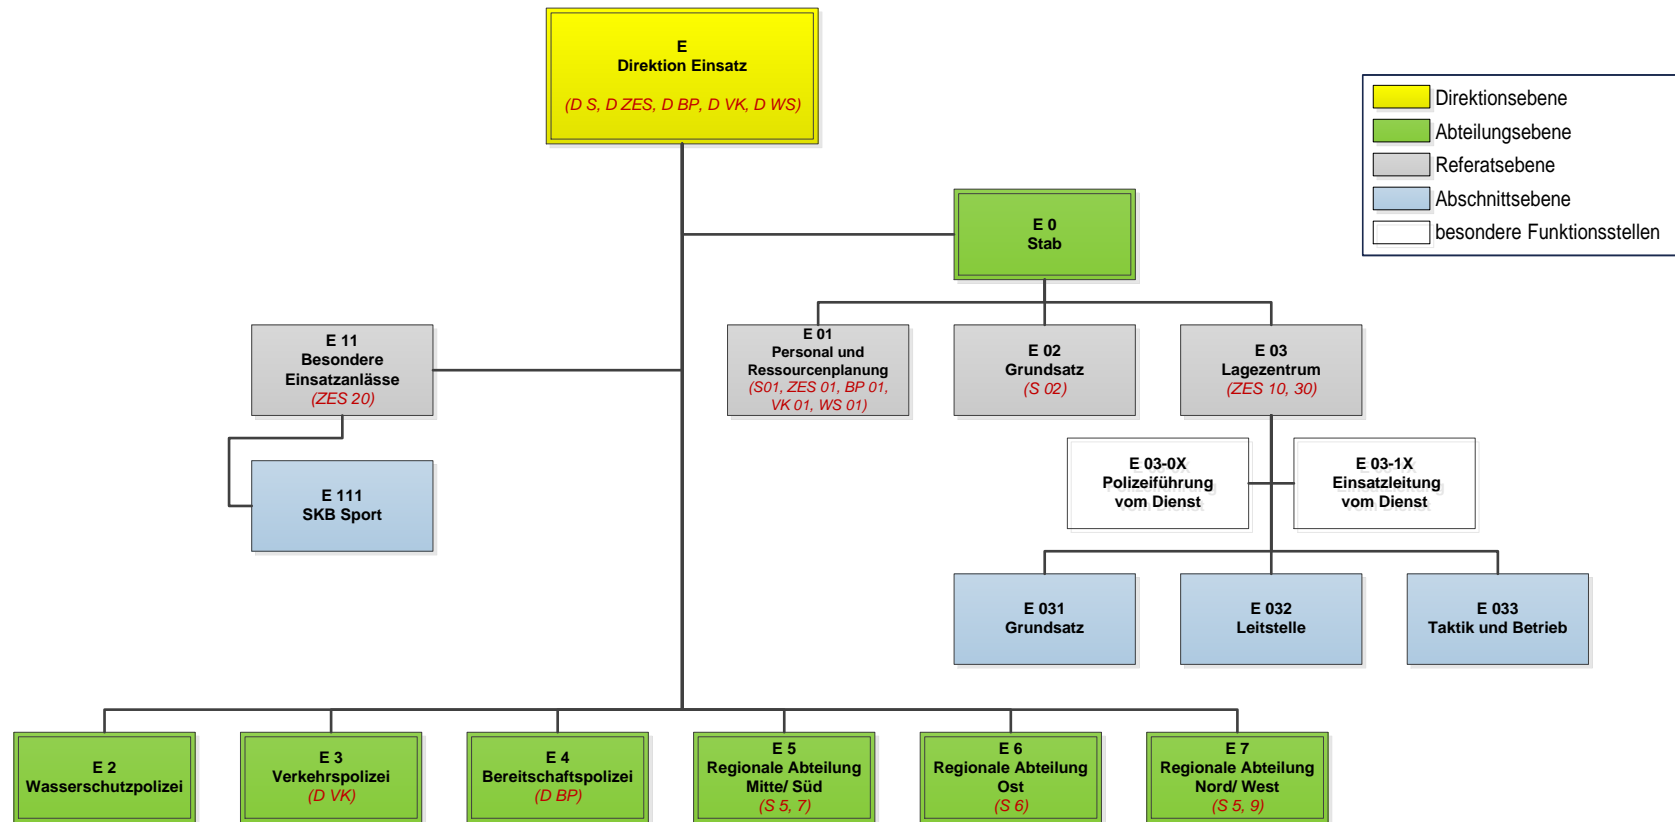 E
Direktion Einsatz
(D S, D ZES, D BP, D VK, D WS)
Direktionsebene
Abteilungsebene
Referatsebene
Abschnittsebene
besondere Funktionsstellen
E 0
Stab
E 11
Besondere
Einsatzanlässe
(ZES 20)
E 01
Personal und
Ressourcenplanung
(S01, ZES 01, BP 01,
VK 01, WS 01)
E 02
Grundsatz
(S 02)
E 03
Lagezentrum
(ZES 10, 30)
E 03-0X
Polizeiführung
vom Dienst
E 03-1X
Einsatzleitung
vom Dienst
E 111
SKB Sport
E 031
Grundsatz
E 032
Leitstelle
E 033
Taktik und Betrieb
E 2
Wasserschutzpolizei
E 3
Verkehrspolizei
(D VK)
E 4
Bereitschaftspolizei
(D BP)
E 5
Regionale Abteilung
Mitte/ Süd
(S 5, 7)
E 6
Regionale Abteilung
Ost
(S 6)
E 7
Regionale Abteilung
Nord/ West
(S 5, 9)